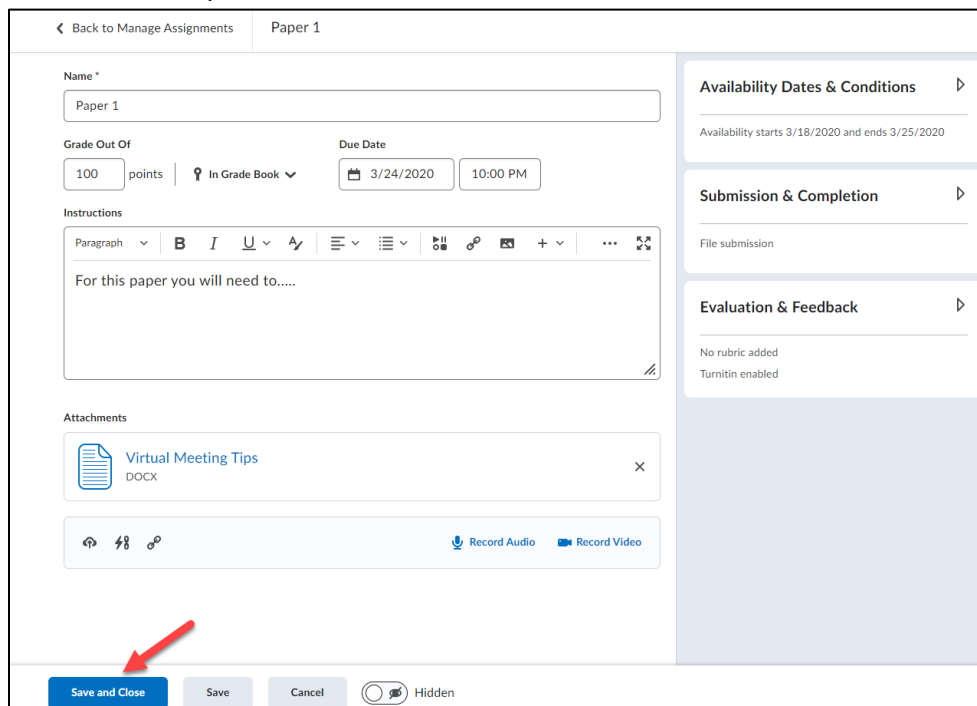 Back to Manage Assignments Paper 1
Name *
Paper 1
Grade Out Of Due Date
100 points In Grade Book 3/24/2020 10:00 PM
Instructions
Paragraph B I U
For this paper you will need to.....
Attachments
Virtual Meeting Tips
DOCX
Record Audio Record Video
Save and Close Save Cancel Hidden
Availability Dates & Conditions
Availability starts 3/18/2020 and ends 3/25/2020
Submission & Completion
File submission
Evaluation & Feedback
No rubric added
Turnitin enabled